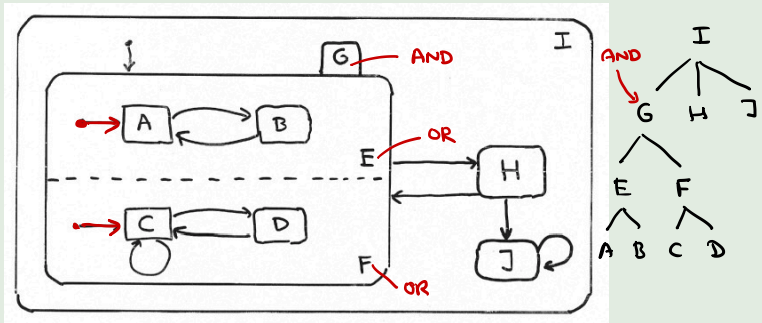 I
G AND
A B
E OR
H
C D
F OR
J
I
AND
G H J
E F
A B C D